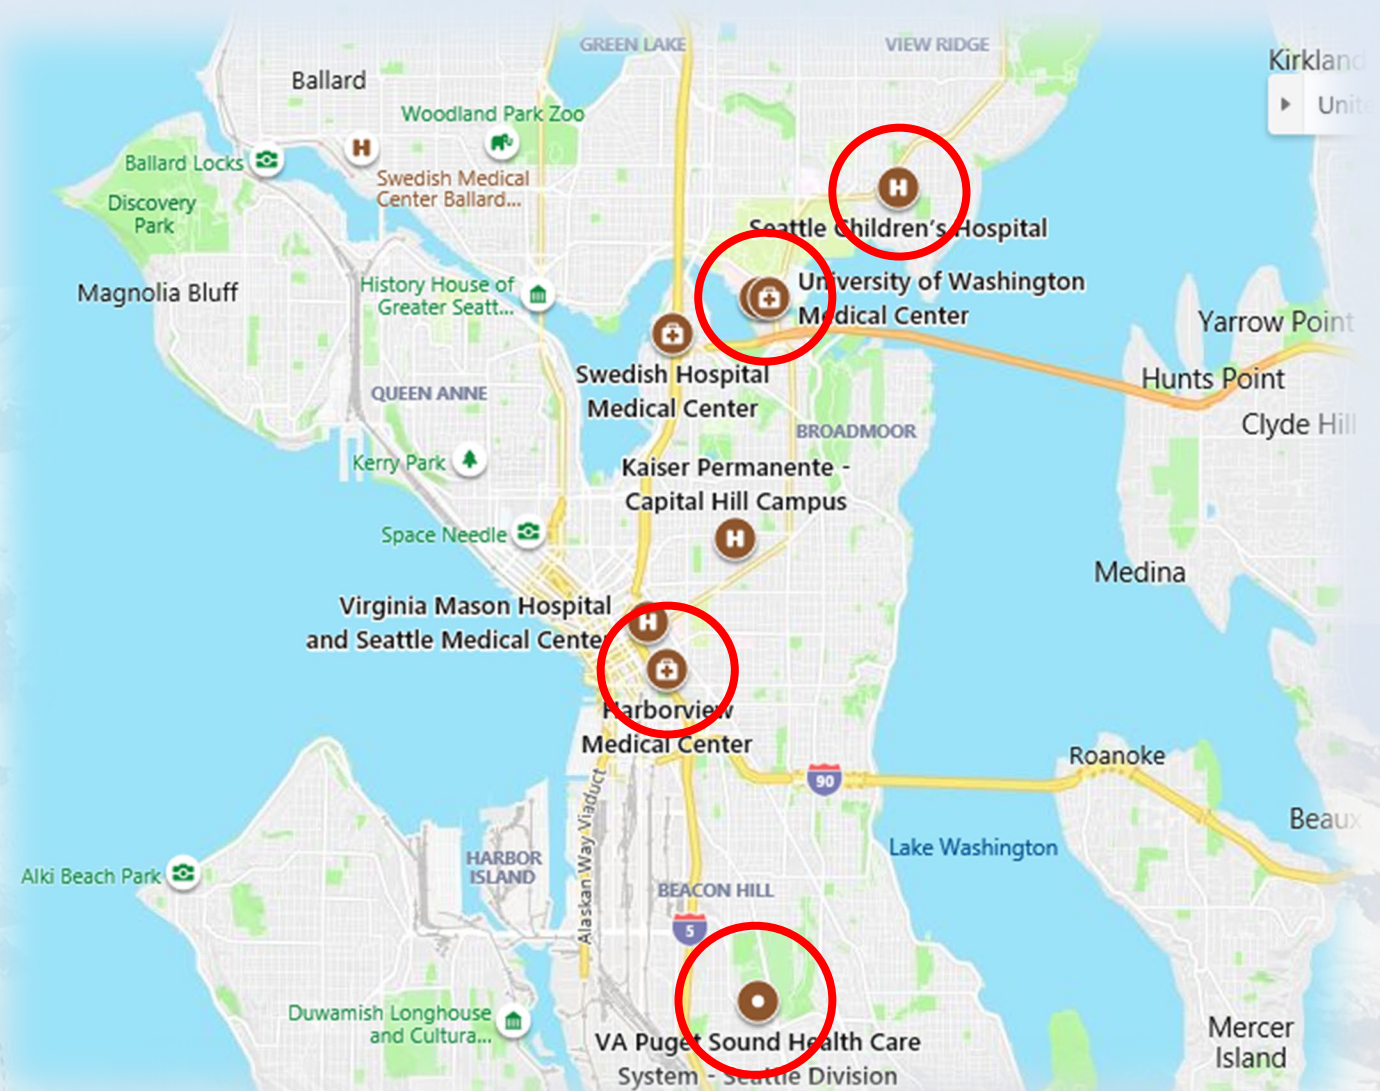 GREEN LAKE
VIEW RIDGE
Kirkland
Unite
Ballard
Woodland Park Zoo
Ballard Locks
H
Swedish Medical
Center Ballard...
H
Discovery
Park
Seattle Children's Hospital
Magnolia Bluff
History House of
Greater Seatt...
University of Washington
Medical Center
Yarrow Point
Swedish Hospital
Medical Center
Hunts Point
QUEEN ANNE
Clyde Hill
BROADMOOR
Kerry Park
Kaiser Permanente -
Capital Hill Campus
Space Needle
H
Medina
Virginia Mason Hospital
and Seattle Medical Center
H
Harborview
Medical Center
Roanoke
90
Beaux
Lake Washington
Alaskan Way Viaduct
HARBOR
ISLAND
Alki Beach Park
BEACON HILL
5
Duwamish Longhouse
and Cultura...
VA Puget Sound Health Care
System - Seattle Division
Mercer
Island